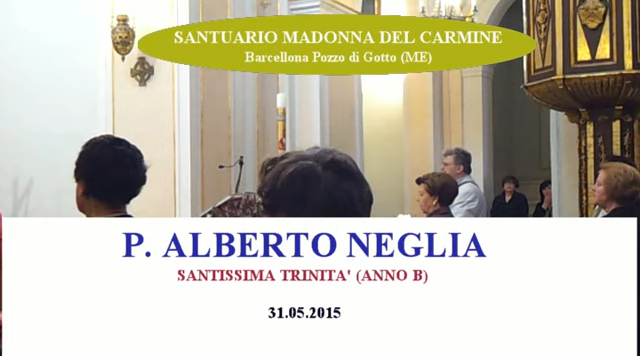 SANTUARIO MADONNA DEL CARMINE
Barcellona Pozzo di Gotto (ME)
P. ALBERTO NEGLIA
SANTISSIMA TRINITA' (ANNO B)
31.05.2015